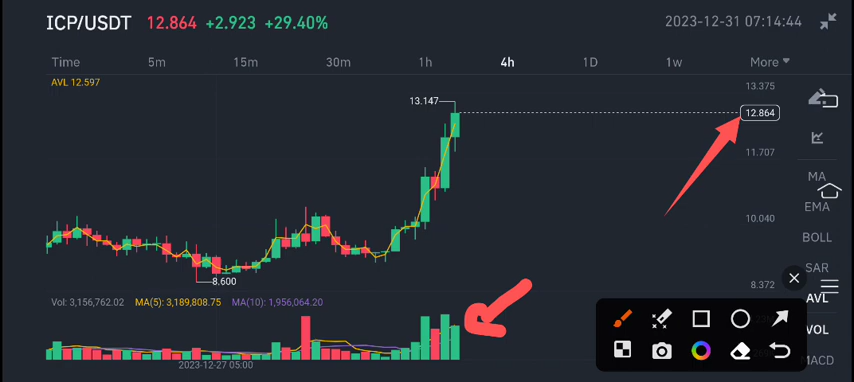 ICP/USDT 12.864 +2.923 +29.40% 2023-12-31 07:14:44
Time 5m 15m 30m 1h 4h 1D 1w More
AVL 12.597
13.375
13.147
12.864
11.707
MA
EMA
10.040
BOLL
SAR
8.600
8.372
AVL
Vol: 3,156,762.02 MA(5): 3,189,808.75 MA(10): 1,956,064.20
VOL
MACD
2023-12-27 05:00